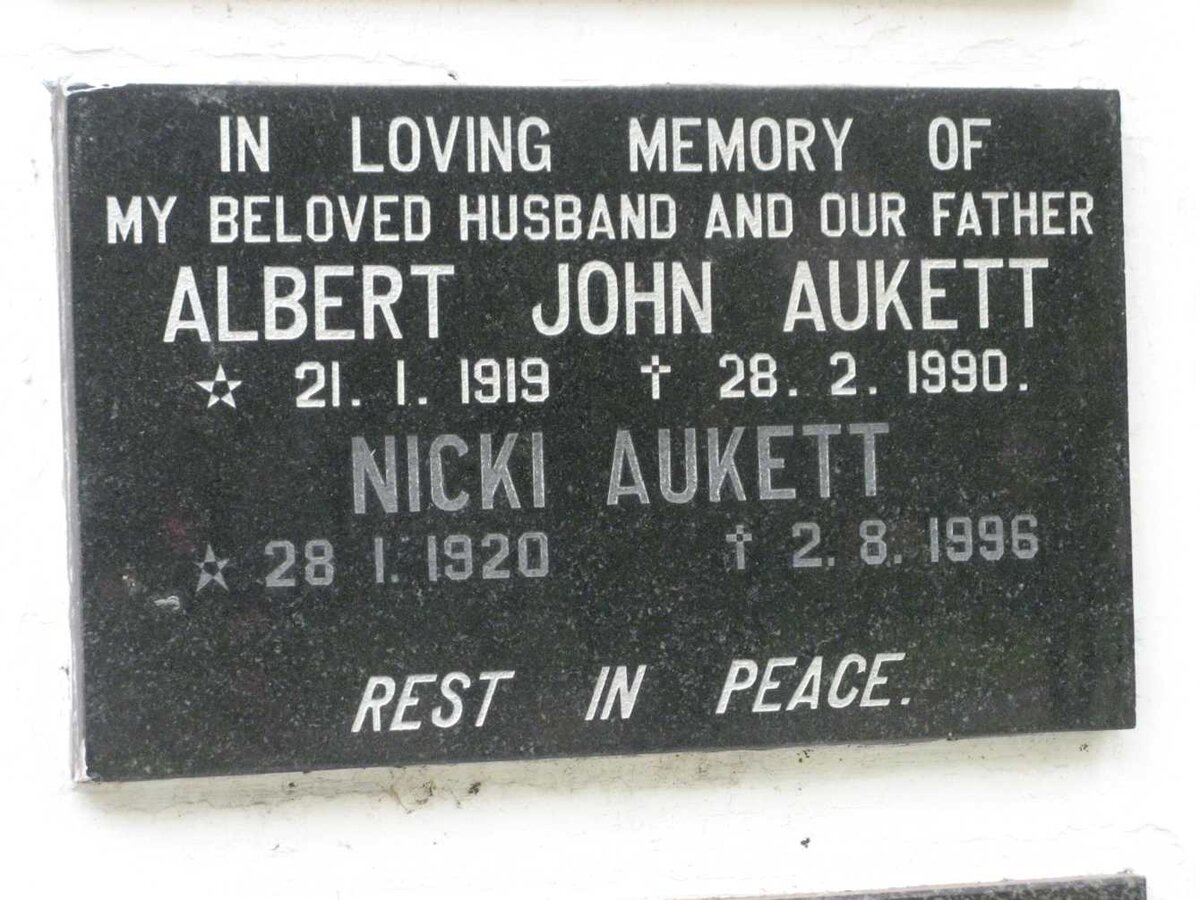 IN LOVING MEMORY OF
MY BELOVED HUSBAND AND OUR FATHER
ALBERT JOHN AUKETT
☆ 21. 1. 1919 † 28. 2. 1990.
NICKI AUKETT
☆ 28 1. 1920 † 2. 8. 1996
REST IN PEACE.